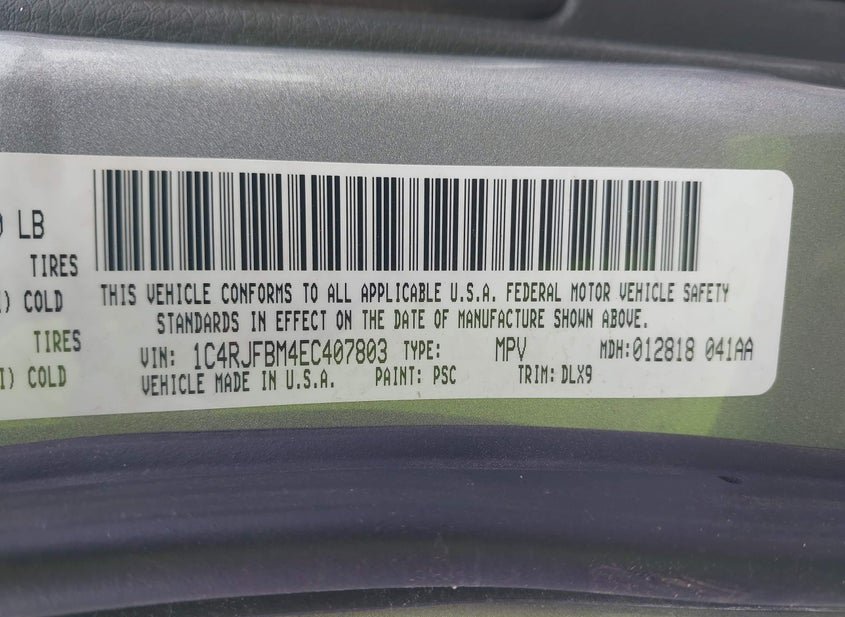 LB
TIRES
) COLD
TIRES
I) COLD
THIS VEHICLE CONFORMS TO ALL APPLICABLE U.S.A. FEDERAL MOTOR VEHICLE SAFETY
STANDARDS IN EFFECT ON THE DATE OF MANUFACTURE SHOWN ABOVE.
VIN: 1C4RJFBM4EC407803 TYPE: MPV MDH:012818 041AA
VEHICLE MADE IN U.S.A. PAINT: PSC TRIM: DLX9